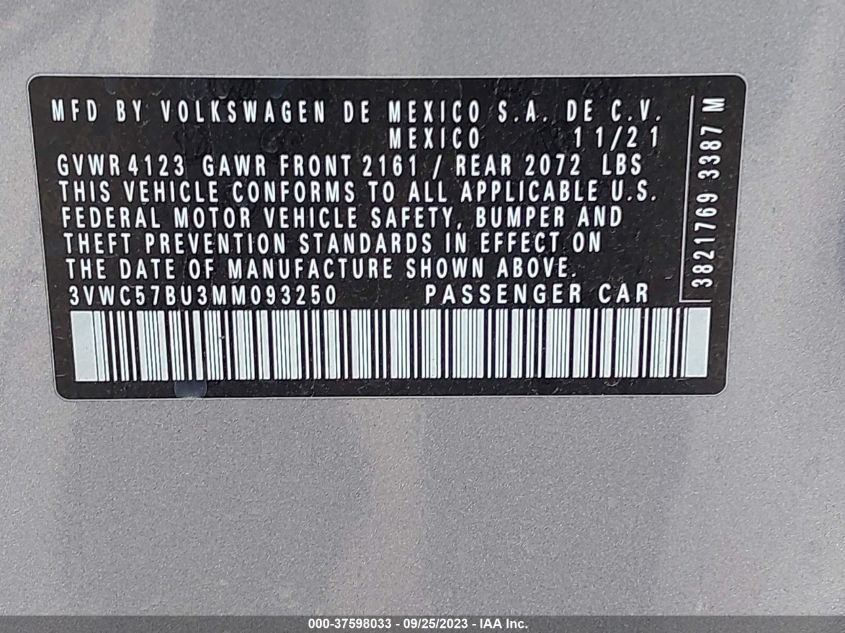 MFD BY VOLKSWAGEN DE MEXICO S.A. DE C.V.
MEXICO 11/21
GVWR 4123 GAWR FRONT 2161 / REAR 2072 LBS
THIS VEHICLE CONFORMS TO ALL APPLICABLE U.S.
FEDERAL MOTOR VEHICLE SAFETY, BUMPER AND
THEFT PREVENTION STANDARDS IN EFFECT ON
THE DATE OF MANUFACTURE SHOWN ABOVE.
3VWC57BU3MM093250 PASSENGER CAR
3821769 3387 M
000-37598033 - 09/25/2023 - IAA Inc.